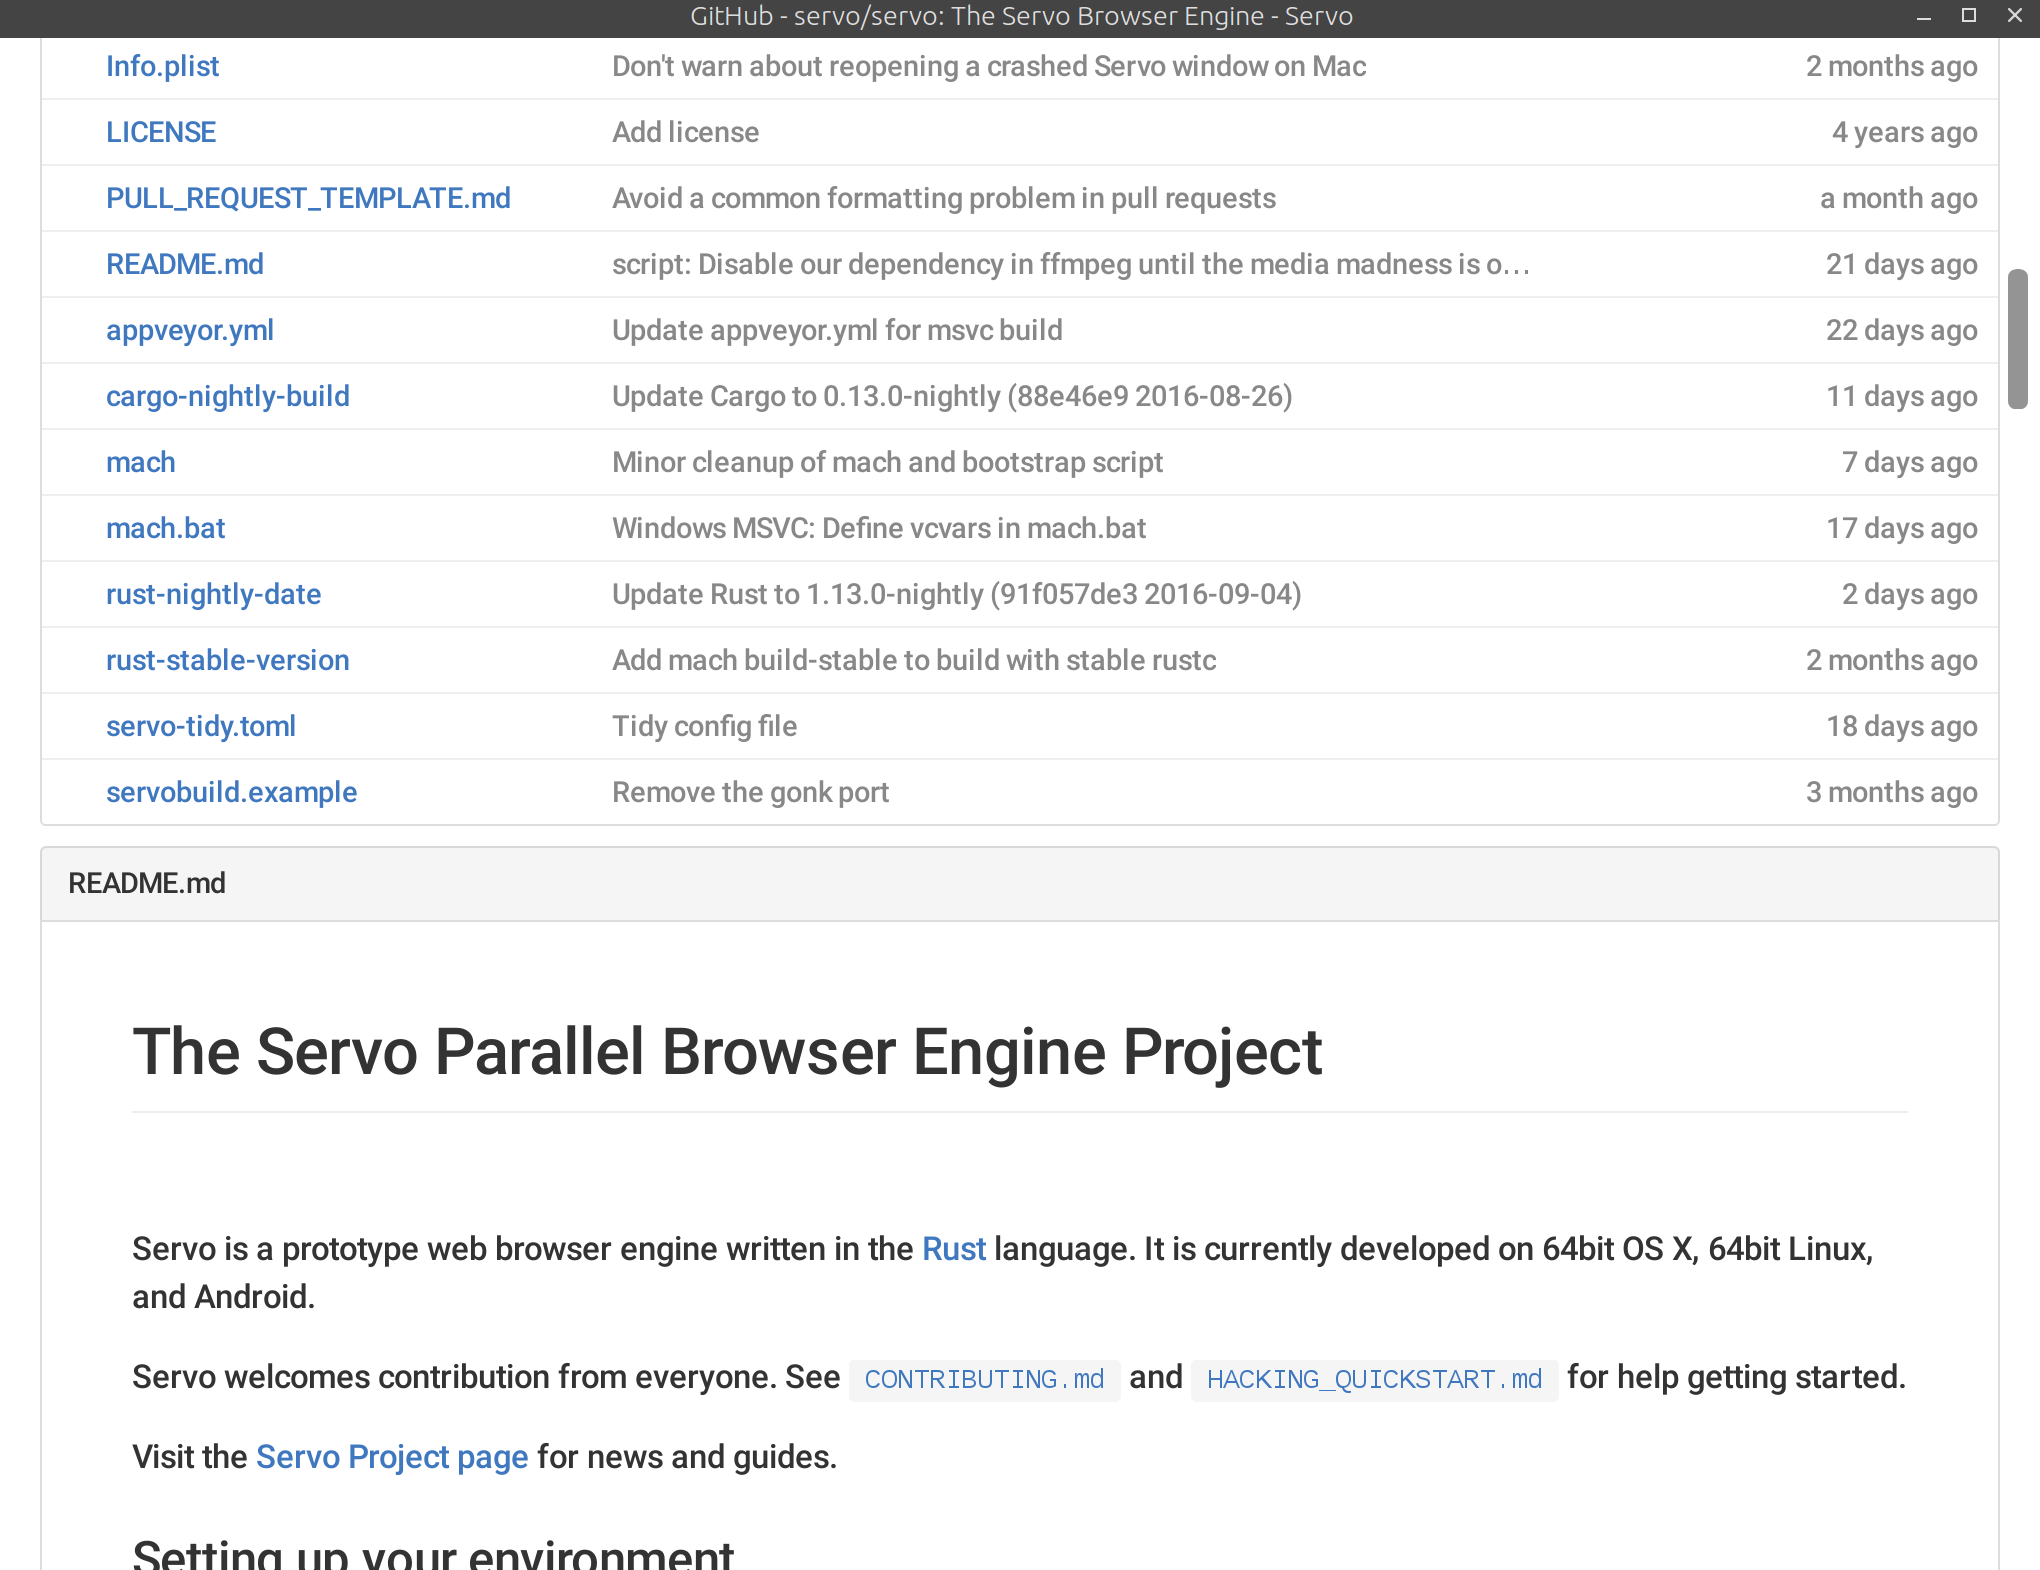 GitHub - servo/servo: The Servo Browser Engine - Servo
Info.plist Don't warn about reopening a crashed Servo window on Mac 2 months ago
LICENSE Add license 4 years ago
PULL_REQUEST_TEMPLATE.md Avoid a common formatting problem in pull requests a month ago
README.md script: Disable our dependency in ffmpeg until the media madness is o… 21 days ago
appveyor.yml Update appveyor.yml for msvc build 22 days ago
cargo-nightly-build Update Cargo to 0.13.0-nightly (88e46e9 2016-08-26) 11 days ago
mach Minor cleanup of mach and bootstrap script 7 days ago
mach.bat Windows MSVC: Define vcvars in mach.bat 17 days ago
rust-nightly-date Update Rust to 1.13.0-nightly (91f057de3 2016-09-04) 2 days ago
rust-stable-version Add mach build-stable to build with stable rustc 2 months ago
servo-tidy.toml Tidy config file 18 days ago
servobuild.example Remove the gonk port 3 months ago
README.md
The Servo Parallel Browser Engine Project
Servo is a prototype web browser engine written in the Rust language. It is currently developed on 64bit OS X, 64bit Linux,
and Android.
Servo welcomes contribution from everyone. See CONTRIBUTING.md and HACKING_QUICKSTART.md for help getting started.
Visit the Servo Project page for news and guides.
Setting up your environment